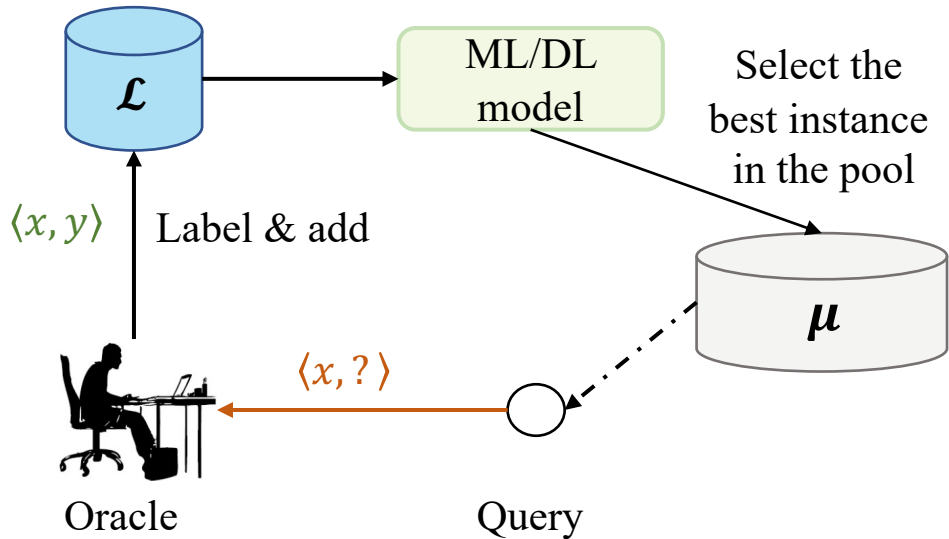 ℒ
ML/DL
model
Select the
best instance
in the pool
⟨x, y⟩
Label & add
μ
⟨x, ? ⟩
Oracle
Query